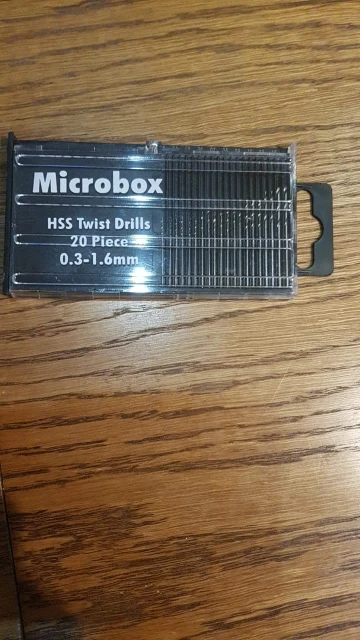 Microbox
HSS Twist Drills
20 Piece
0.3-1.6mm